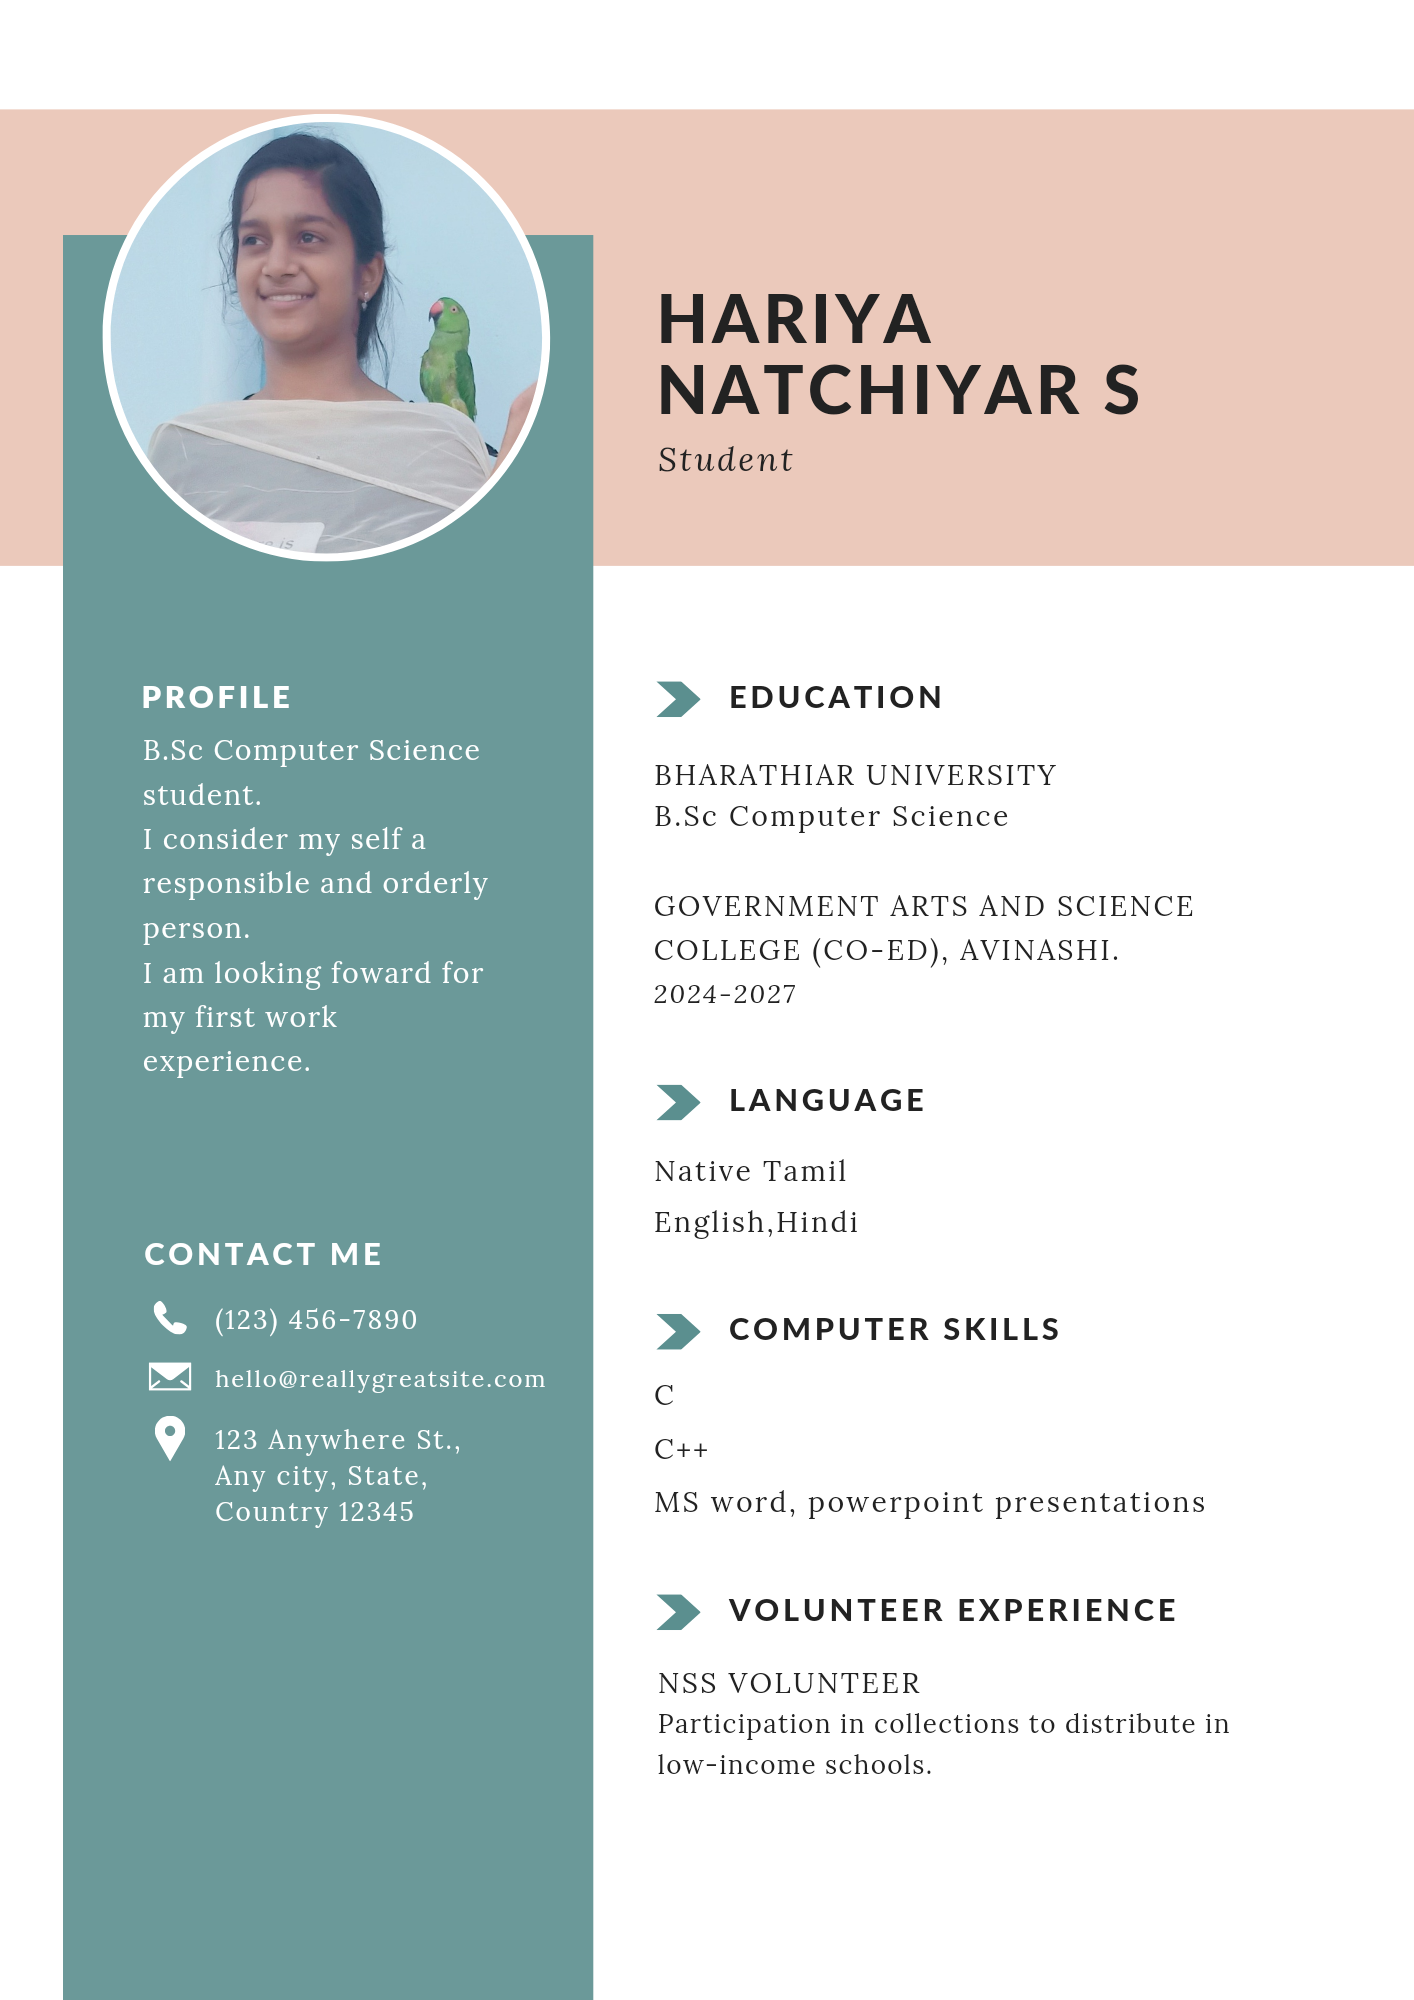 HARIYA
NATCHIYAR S
Student
PROFILE
B.Sc Computer Science
student.
I consider my self a
responsible and orderly
person.
I am looking foward for
my first work
experience.
CONTACT ME
(123) 456-7890
hello@reallygreatsite.com
123 Anywhere St.,
Any city, State,
Country 12345
EDUCATION
BHARATHIAR UNIVERSITY
B.Sc Computer Science
GOVERNMENT ARTS AND SCIENCE
COLLEGE (CO-ED), AVINASHI.
2024-2027
LANGUAGE
Native Tamil
English,Hindi
COMPUTER SKILLS
C
C++
MS word, powerpoint presentations
VOLUNTEER EXPERIENCE
NSS VOLUNTEER
Participation in collections to distribute in
low-income schools.